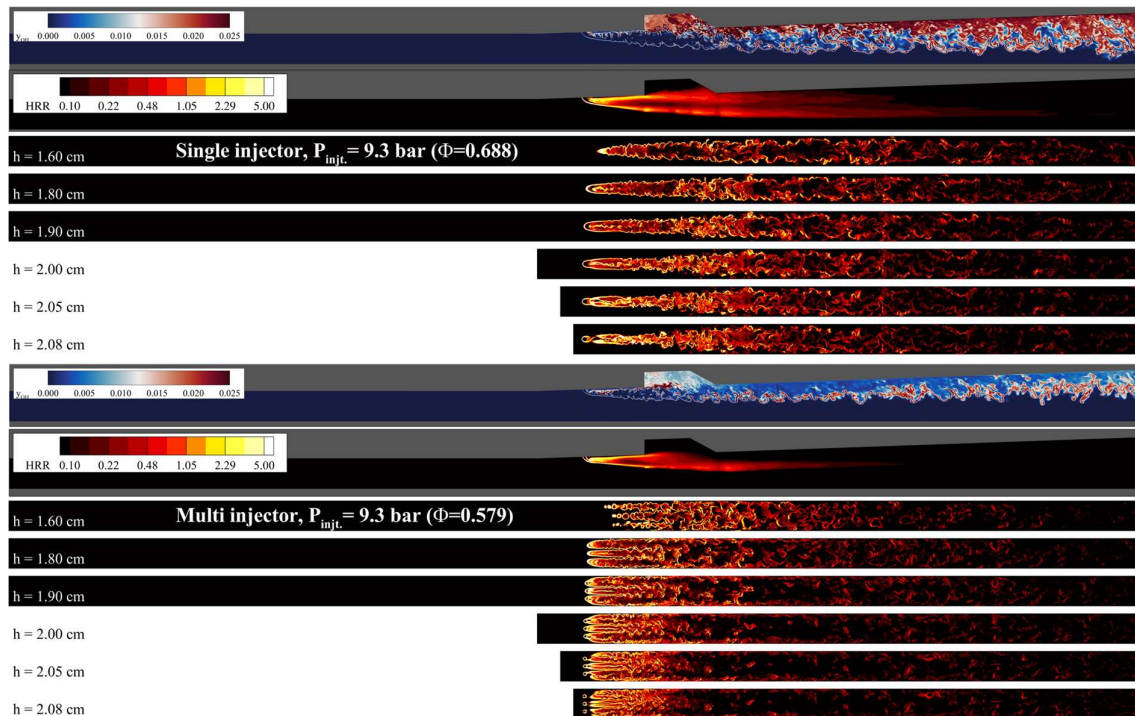 y_OH 0.000 0.005 0.010 0.015 0.020 0.025
HRR 0.10 0.22 0.48 1.05 2.29 5.00
h = 1.60 cm Single injector, P_injt. = 9.3 bar (Φ=0.688)
h = 1.80 cm
h = 1.90 cm
h = 2.00 cm
h = 2.05 cm
h = 2.08 cm
y_OH 0.000 0.005 0.010 0.015 0.020 0.025
HRR 0.10 0.22 0.48 1.05 2.29 5.00
h = 1.60 cm Multi injector, P_injt. = 9.3 bar (Φ=0.579)
h = 1.80 cm
h = 1.90 cm
h = 2.00 cm
h = 2.05 cm
h = 2.08 cm